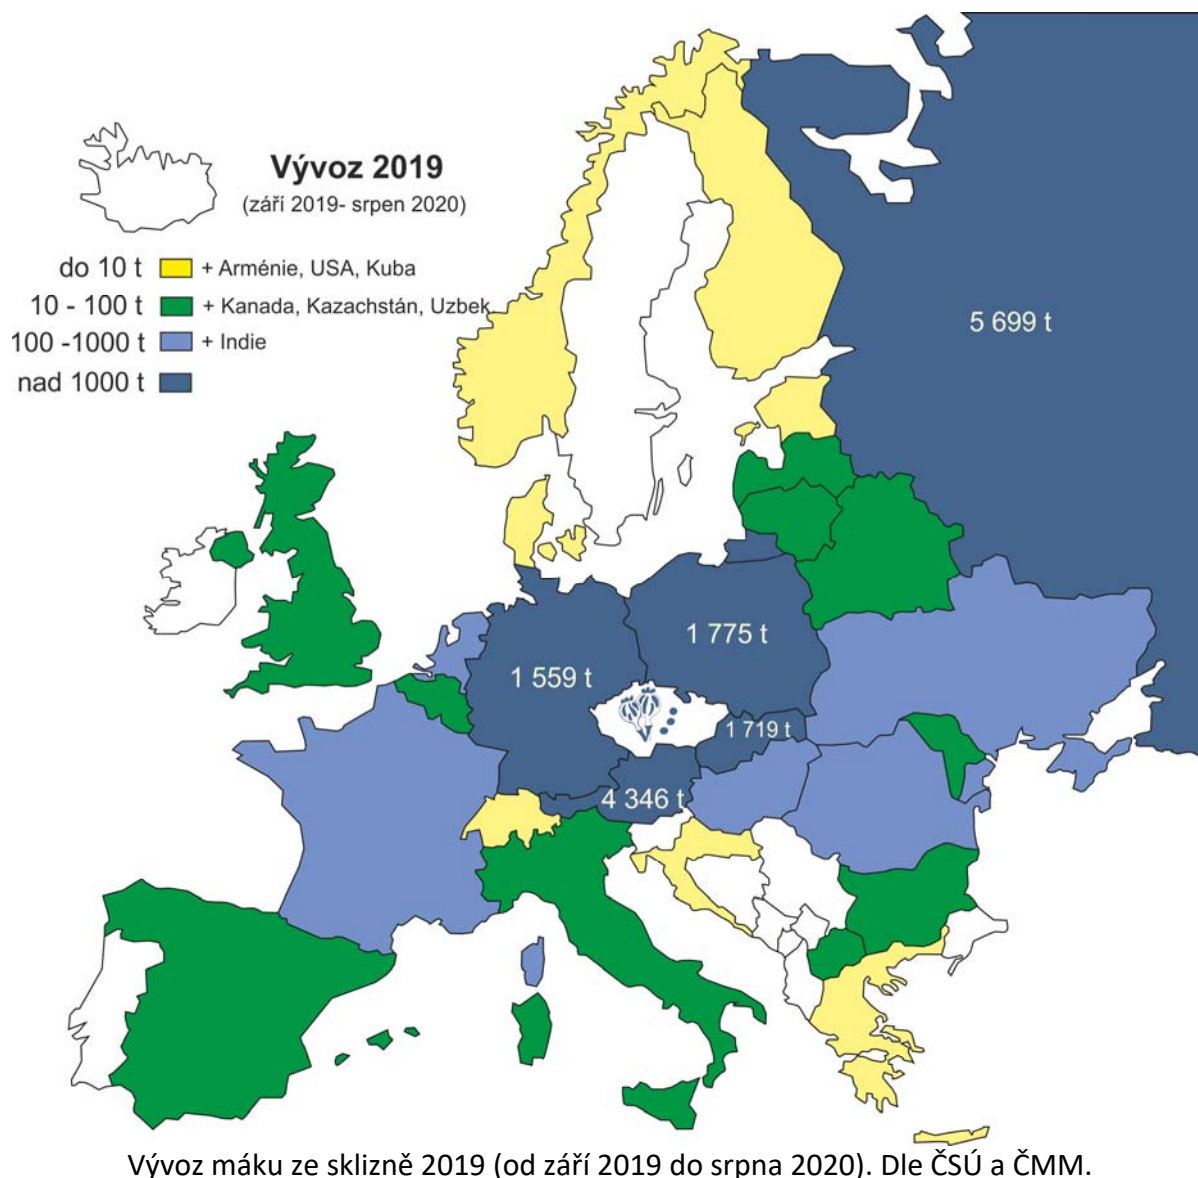 Vývoz 2019
(září 2019- srpen 2020)
do 10 t + Arménie, USA, Kuba
10 - 100 t + Kanada, Kazachstán, Uzbek.
100 -1000 t + Indie
nad 1000 t
5 699 t
1 775 t
1 559 t
1 719 t
4 346 t
Vývoz máku ze sklizně 2019 (od září 2019 do srpna 2020). Dle ČSÚ a ČMM.